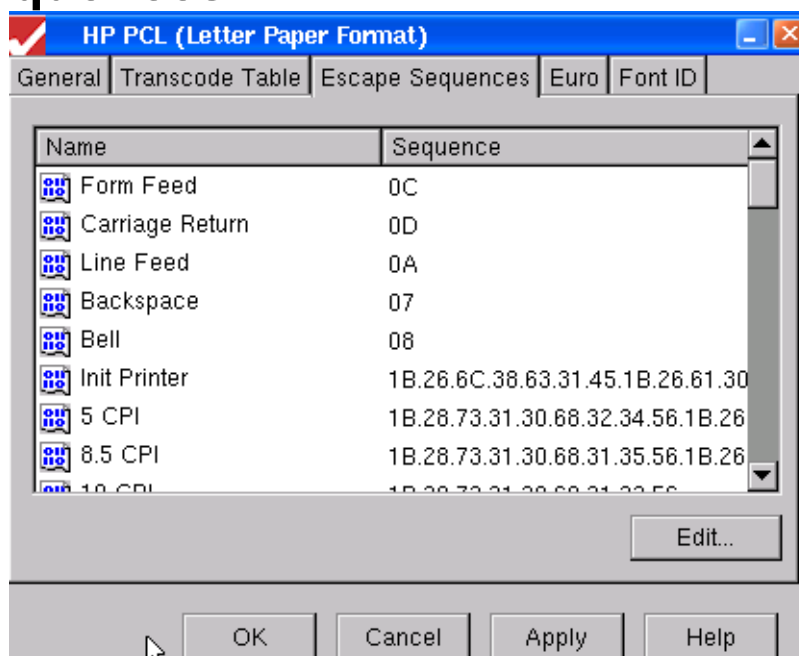 HP PCL (Letter Paper Format)
General Transcode Table Escape Sequences Euro Font ID
Name Sequence
Form Feed 0C
Carriage Return 0D
Line Feed 0A
Backspace 07
Bell 08
Init Printer 1B.26.6C.38.63.31.45.1B.26.61.30
5 CPI 1B.28.73.31.30.68.32.34.56.1B.26
8.5 CPI 1B.28.73.31.30.68.31.35.56.1B.26
10 CPI
Edit...
OK Cancel Apply Help